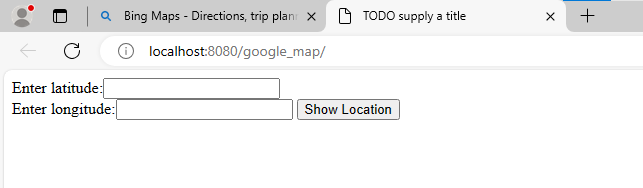 Bing Maps - Directions, trip plann
TODO supply a title
localhost:8080/google_map/
Enter latitude:
Enter longitude: Show Location